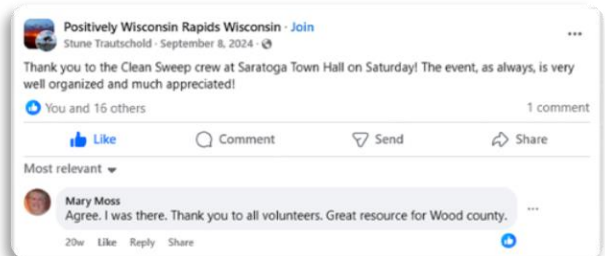 Positively Wisconsin Rapids Wisconsin · Join
Stune Trautschold · September 8, 2024 ·
Thank you to the Clean Sweep crew at Saratoga Town Hall on Saturday! The event, as always, is very
well organized and much appreciated!
You and 16 others 1 comment
Like Comment Send Share
Most relevant
Mary Moss
Agree. I was there. Thank you to all volunteers. Great resource for Wood county.
20w Like Reply Share